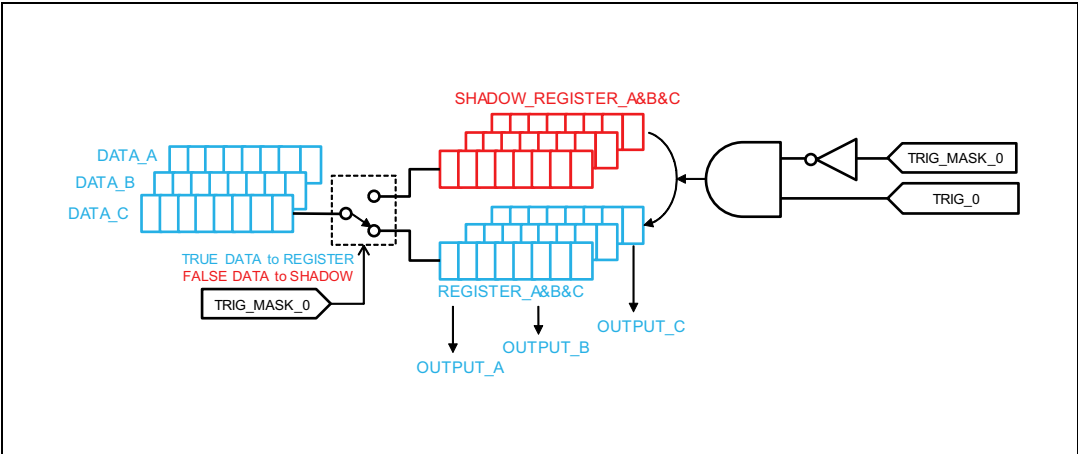 SHADOW_REGISTER_A&B&C
DATA_A
DATA_B
DATA_C
TRIG_MASK_0
TRIG_0
TRUE DATA to REGISTER
FALSE DATA to SHADOW
TRIG_MASK_0
REGISTER_A&B&C
OUTPUT_C
OUTPUT_B
OUTPUT_A